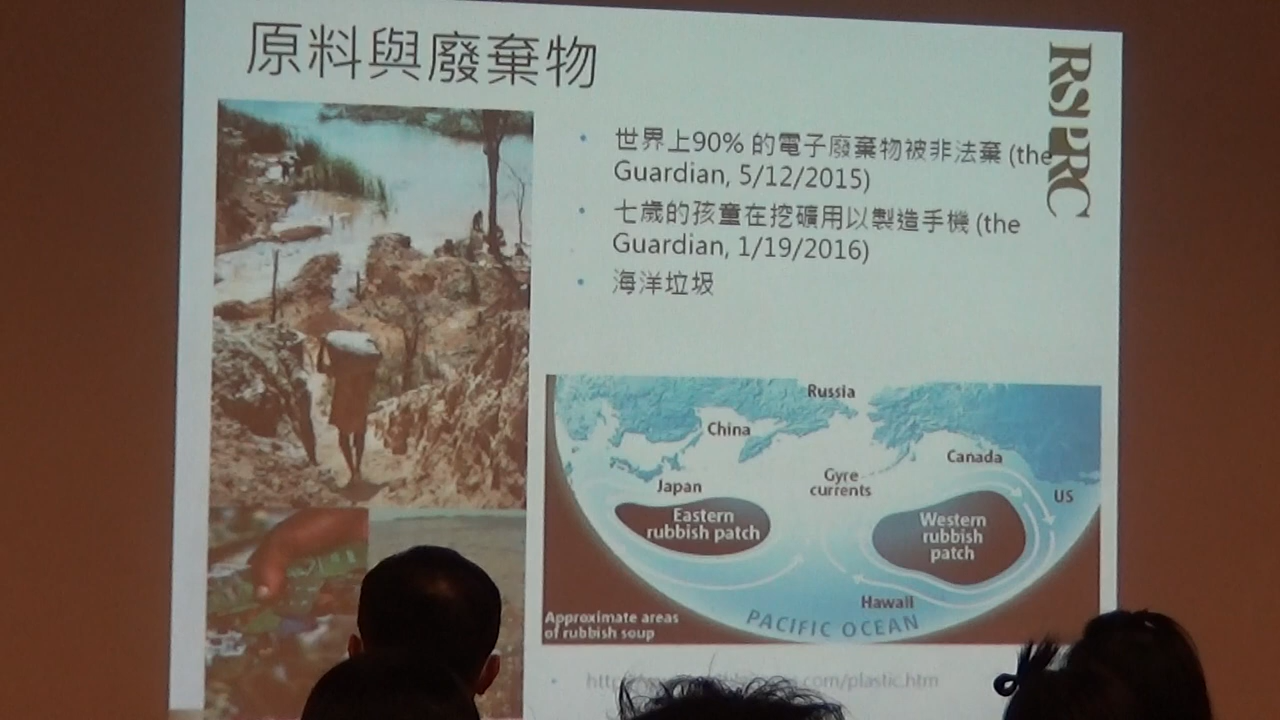 原料與廢棄物
RSPRC
世界上90% 的電子廢棄物被非法棄 (the
Guardian, 5/12/2015)
七歲的孩童在挖礦用以製造手機 (the
Guardian, 1/19/2016)
海洋垃圾
Russia
China
Canada
Japan
Gyre
currents
US
Eastern
rubbish patch
Western
rubbish
patch
Hawaii
PACIFIC OCEAN
Approximate areas
of rubbish soup
.com/plastic.htm